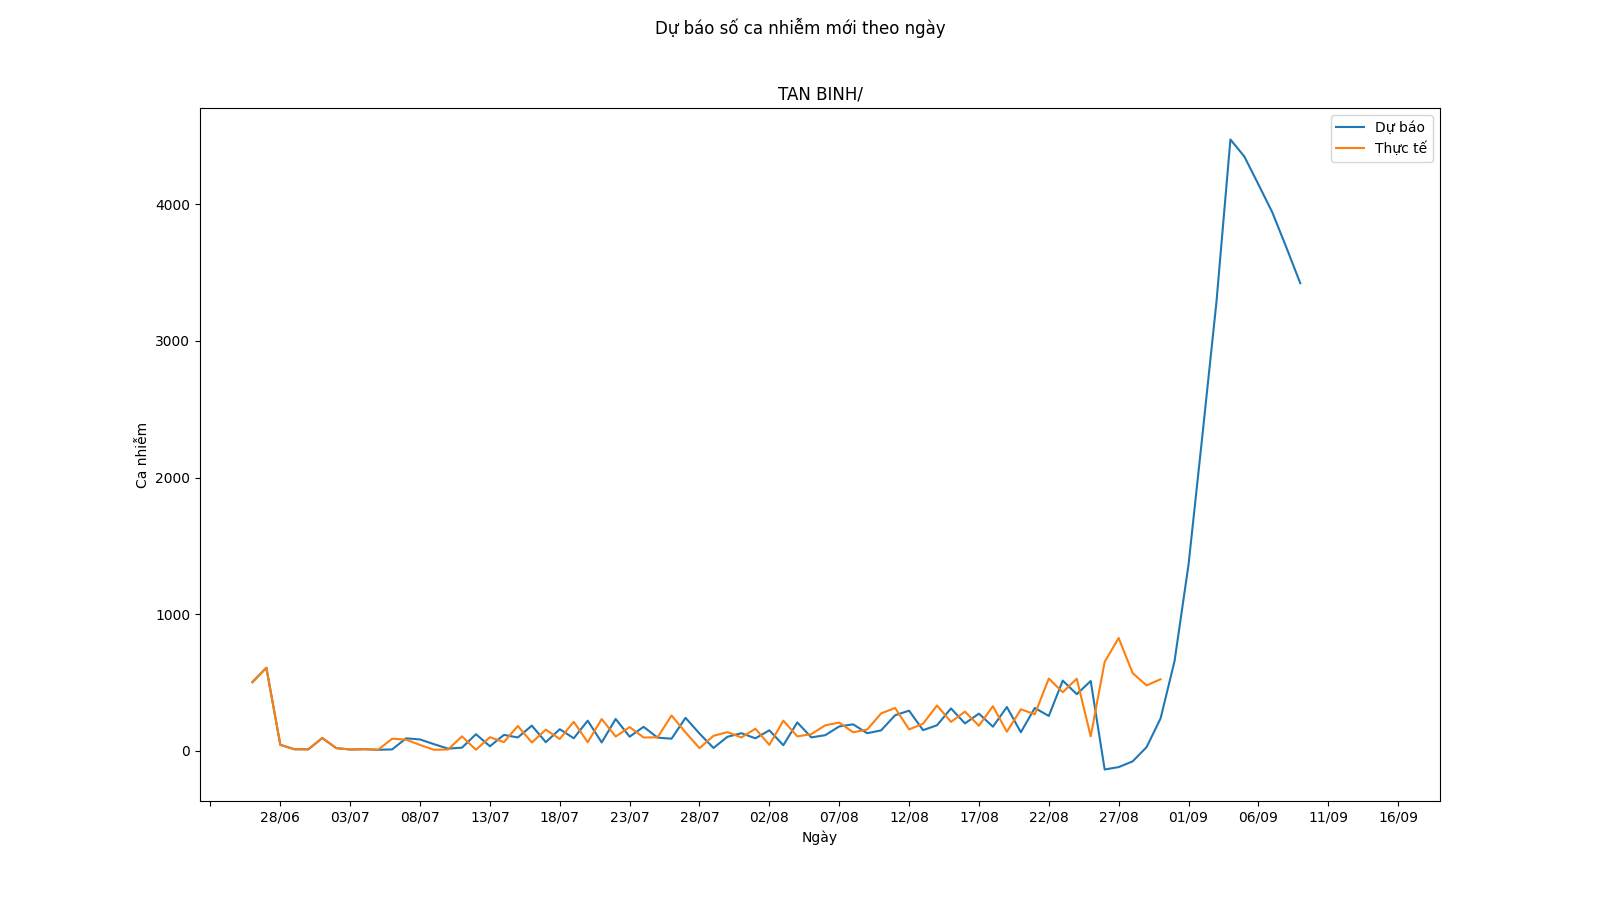 Dự báo số ca nhiễm mới theo ngày
TAN BINH/
Dự báo
Thực tế
4000
3000
2000
1000
0
Ca nhiễm
28/06 03/07 08/07 13/07 18/07 23/07 28/07 02/08 07/08 12/08 17/08 22/08 27/08 01/09 06/09 11/09 16/09
Ngày